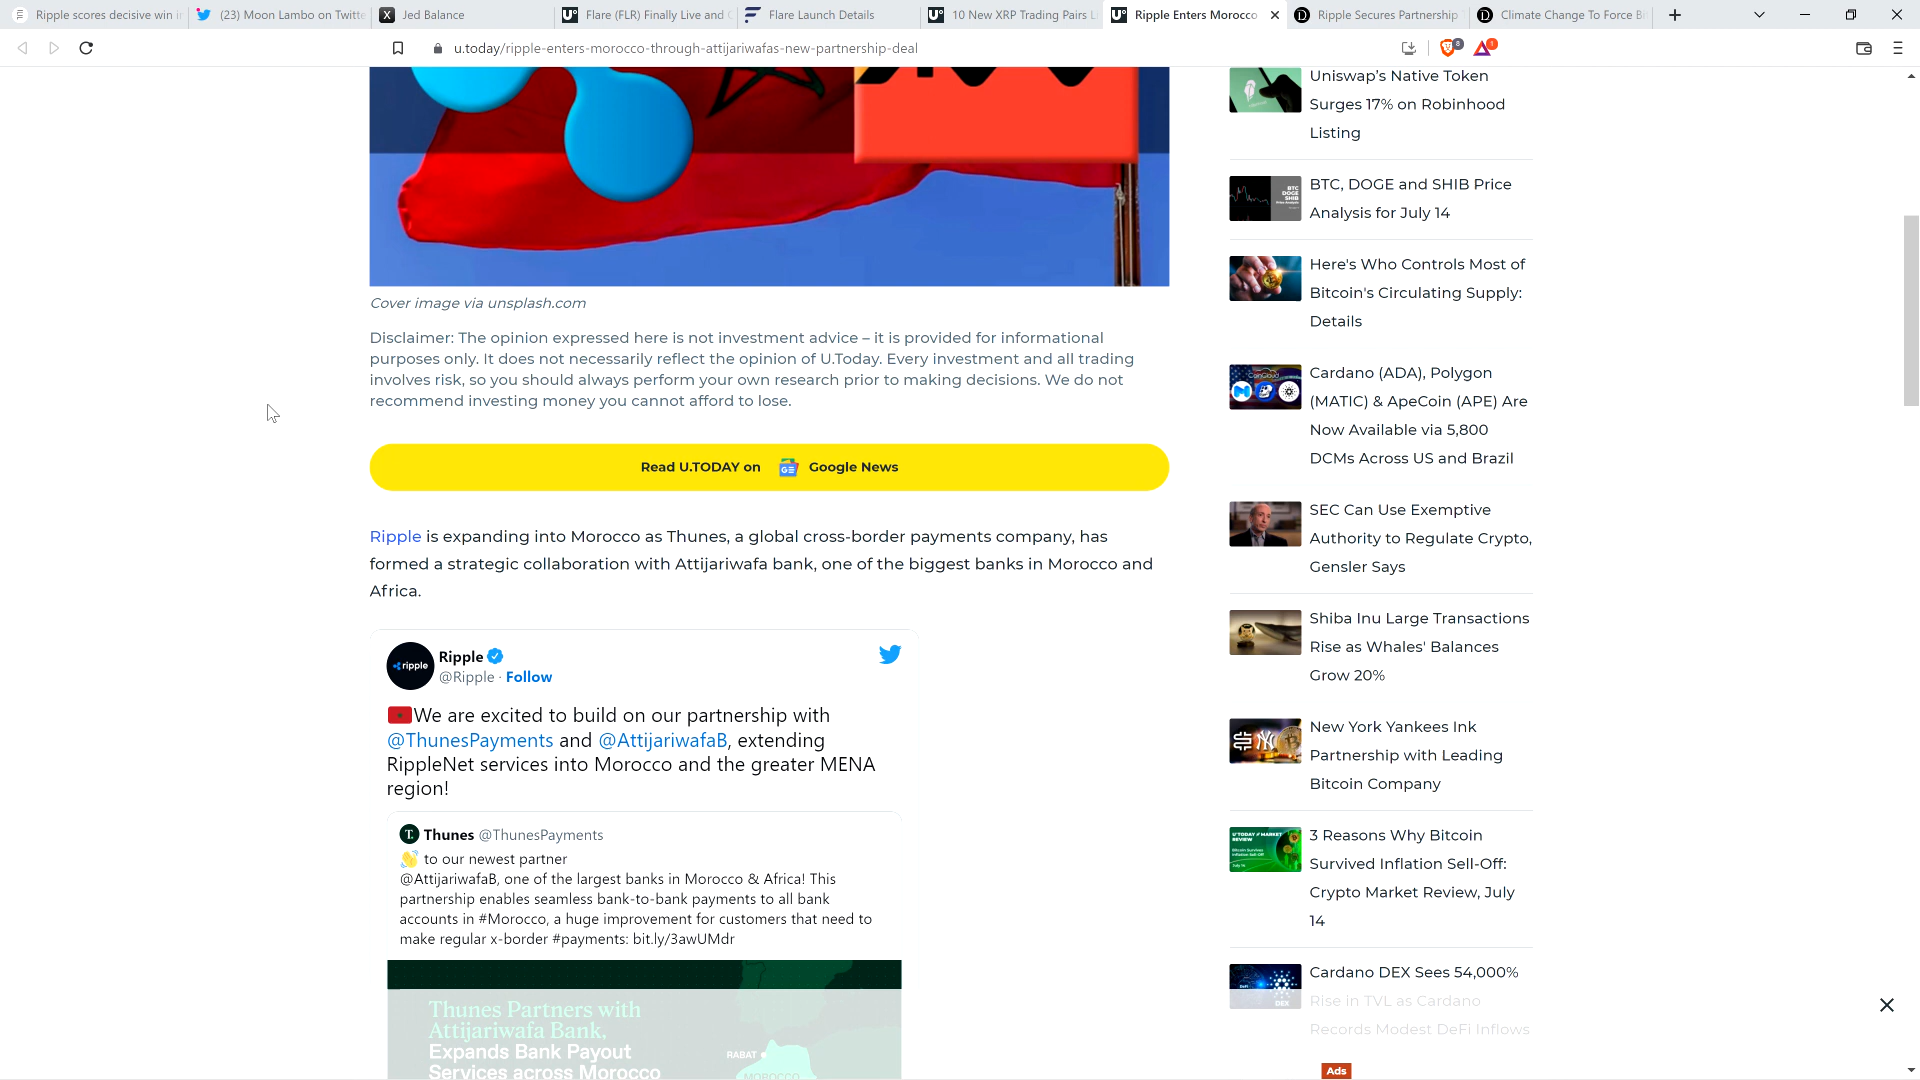 Ripple scores decisive win i
(23) Moon Lambo on Twitte
Jed Balance
Flare (FLR) Finally Live and
Flare Launch Details
10 New XRP Trading Pairs L
Ripple Enters Morocco
Ripple Secures Partnership
Climate Change To Force Bi
u.today/ripple-enters-morocco-through-attijariwafas-new-partnership-deal
8
1
Cover image via unsplash.com
Disclaimer: The opinion expressed here is not investment advice – it is provided for informational
purposes only. It does not necessarily reflect the opinion of U.Today. Every investment and all trading
involves risk, so you should always perform your own research prior to making decisions. We do not
recommend investing money you cannot afford to lose.
Read U.TODAY on Google News
Ripple is expanding into Morocco as Thunes, a global cross-border payments company, has
formed a strategic collaboration with Attijariwafa bank, one of the biggest banks in Morocco and
Africa.
ripple
Ripple
@Ripple · Follow
We are excited to build on our partnership with
@ThunesPayments and @AttijariwafaB, extending
RippleNet services into Morocco and the greater MENA
region!
T.
Thunes @ThunesPayments
to our newest partner
@AttijariwafaB, one of the largest banks in Morocco & Africa! This
partnership enables seamless bank-to-bank payments to all bank
accounts in #Morocco, a huge improvement for customers that need to
make regular x-border #payments: bit.ly/3awUMdr
Thunes Partners with
Attijariwafa Bank,
Expands Bank Payout
Services across Morocco
RABAT
MOROCCO
Uniswap’s Native Token
Surges 17% on Robinhood
Listing
BTC
DOGE
SHIB
BTC, DOGE and SHIB Price
Analysis for July 14
Here's Who Controls Most of
Bitcoin's Circulating Supply:
Details
Cardano (ADA), Polygon
(MATIC) & ApeCoin (APE) Are
Now Available via 5,800
DCMs Across US and Brazil
SEC Can Use Exemptive
Authority to Regulate Crypto,
Gensler Says
Shiba Inu Large Transactions
Rise as Whales' Balances
Grow 20%
New York Yankees Ink
Partnership with Leading
Bitcoin Company
3 Reasons Why Bitcoin
Survived Inflation Sell-Off:
Crypto Market Review, July
14
Cardano DEX Sees 54,000%
Rise in TVL as Cardano
Records Modest DeFi Inflows
Ads